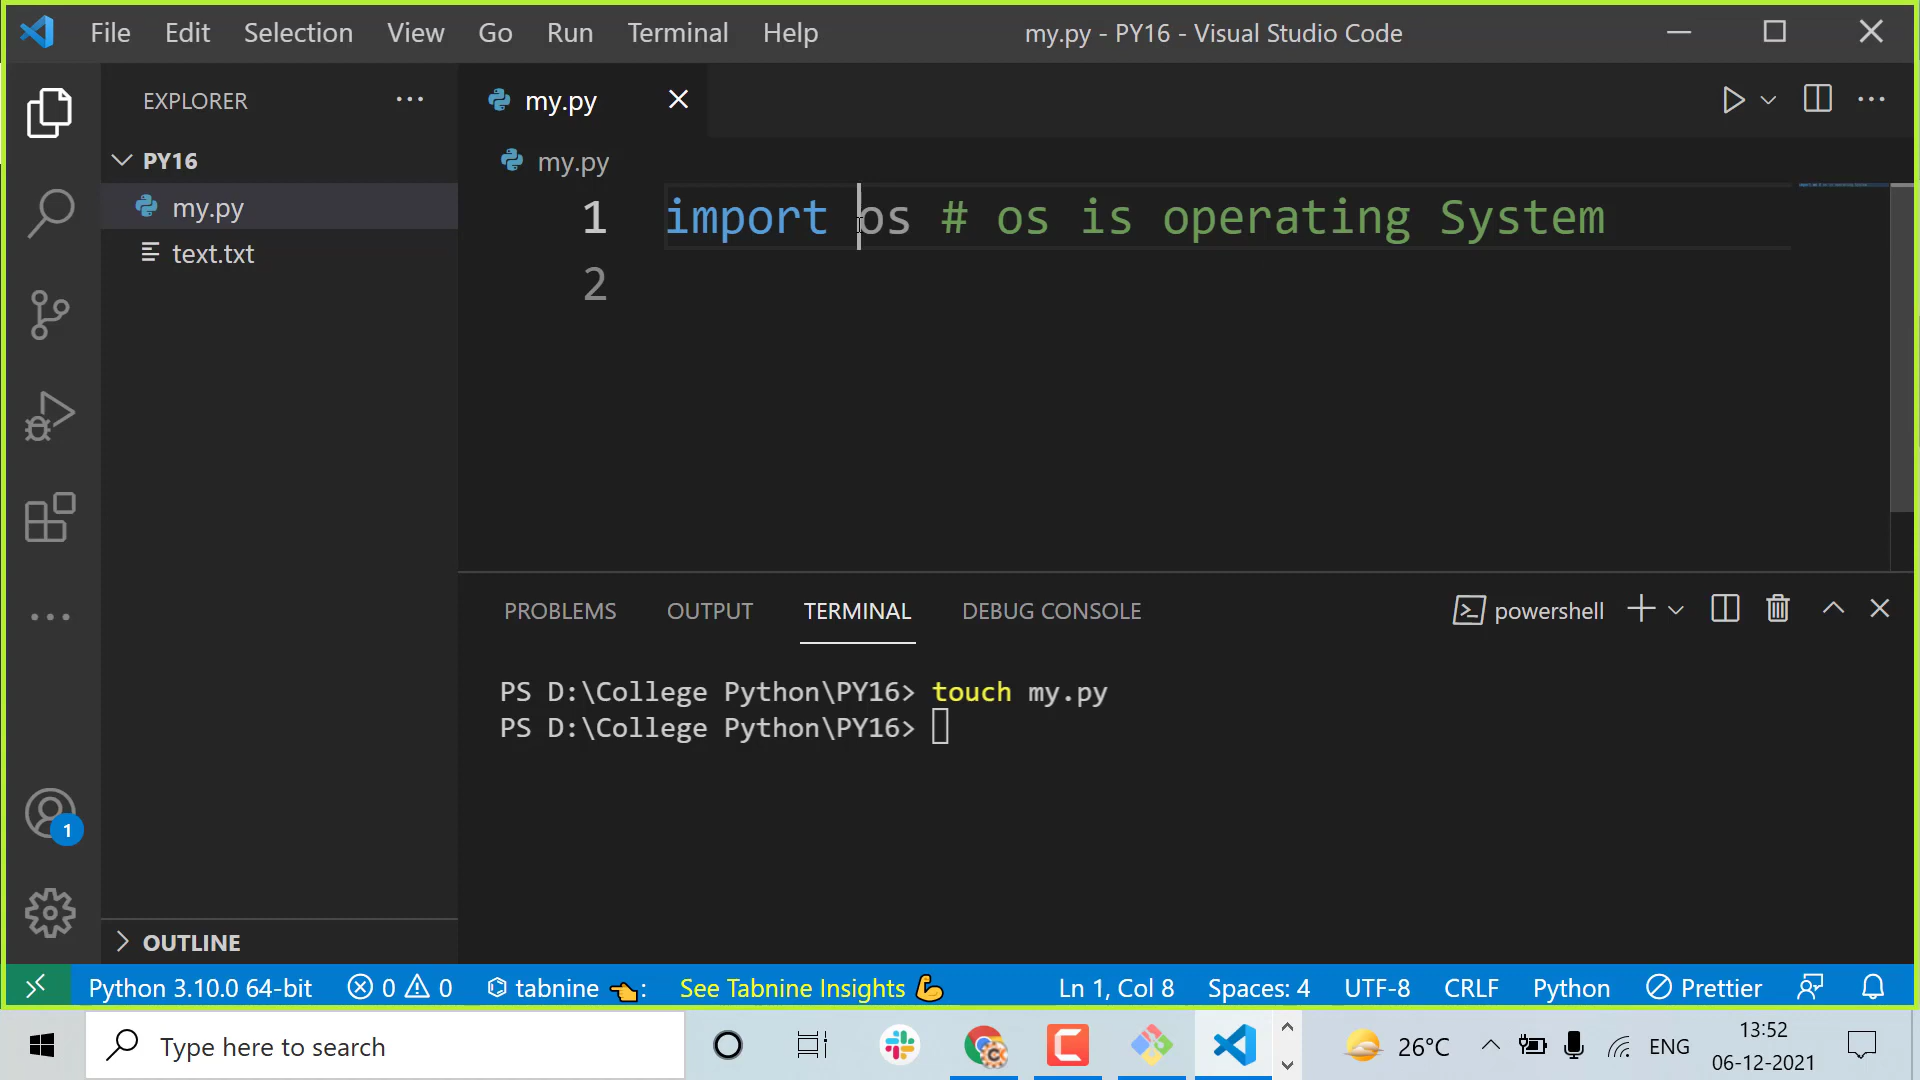 File Edit Selection View Go Run Terminal Help my.py - PY16 - Visual Studio Code
EXPLORER
my.py
PY16
my.py
my.py
text.txt
1 import os # os is operating System
2
PROBLEMS OUTPUT TERMINAL DEBUG CONSOLE powershell
PS D:\College Python\PY16> touch my.py
PS D:\College Python\PY16>
1
OUTLINE
Python 3.10.0 64-bit 0 0 tabnine : See Tabnine Insights Ln 1, Col 8 Spaces: 4 UTF-8 CRLF Python Prettier
Type here to search 26°C ENG 13:52
06-12-2021